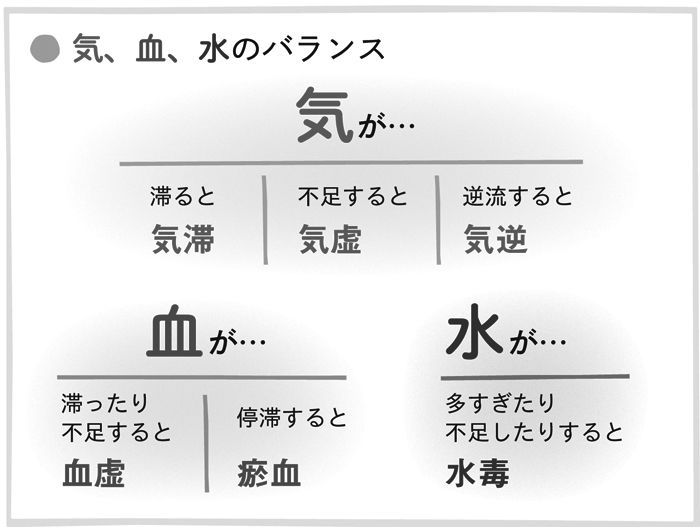 ● 気、血、水のバランス
気が…
滞ると
気滞
不足すると
気虚
逆流すると
気逆
血が…
滞ったり
不足すると
血虚
停滞すると
瘀血
水が…
多すぎたり
不足したりすると
水毒